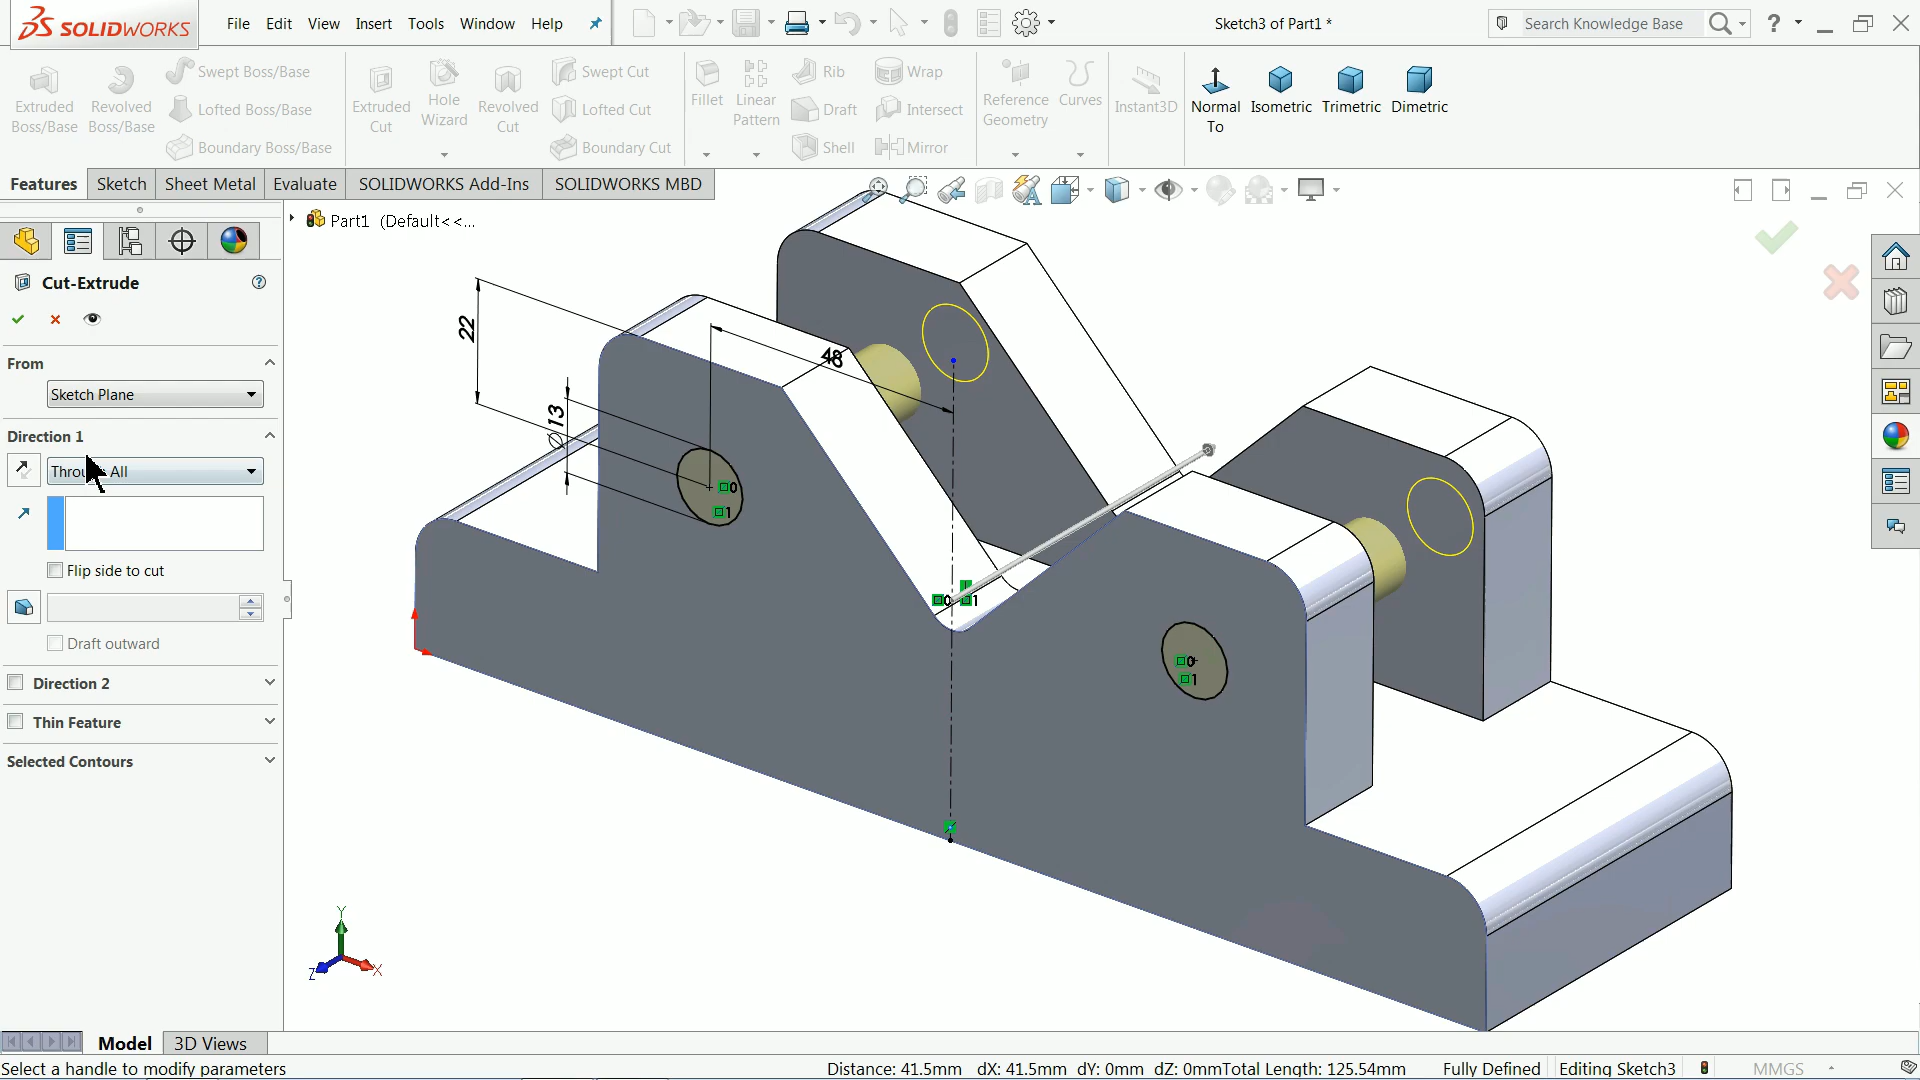 SOLIDWORKS
File Edit View Insert Tools Window Help
Sketch3 of Part1 *
Search Knowledge Base
?
Extruded Boss/Base
Revolved Boss/Base
Swept Boss/Base
Lofted Boss/Base
Boundary Boss/Base
Extruded Cut
Hole Wizard
Revolved Cut
Swept Cut
Lofted Cut
Boundary Cut
Fillet
Linear Pattern
Rib
Draft
Shell
Wrap
Intersect
Mirror
Reference Geometry
Curves
Instant3D
Normal To
Isometric
Trimetric
Dimetric
Features Sketch Sheet Metal Evaluate SOLIDWORKS Add-Ins SOLIDWORKS MBD
Part1 (Default<<...
Cut-Extrude
?
From
Sketch Plane
Direction 1
All
Flip side to cut
Draft outward
Direction 2
Thin Feature
Selected Contours
22
48
⌀13
0
1
0
1
0
1
Y
Z
X
Model 3D Views
Select a handle to modify parameters
Distance: 41.5mm dX: 41.5mm dY: 0mm dZ: 0mmTotal Length: 125.54mm
Fully Defined
Editing Sketch3
MMGS